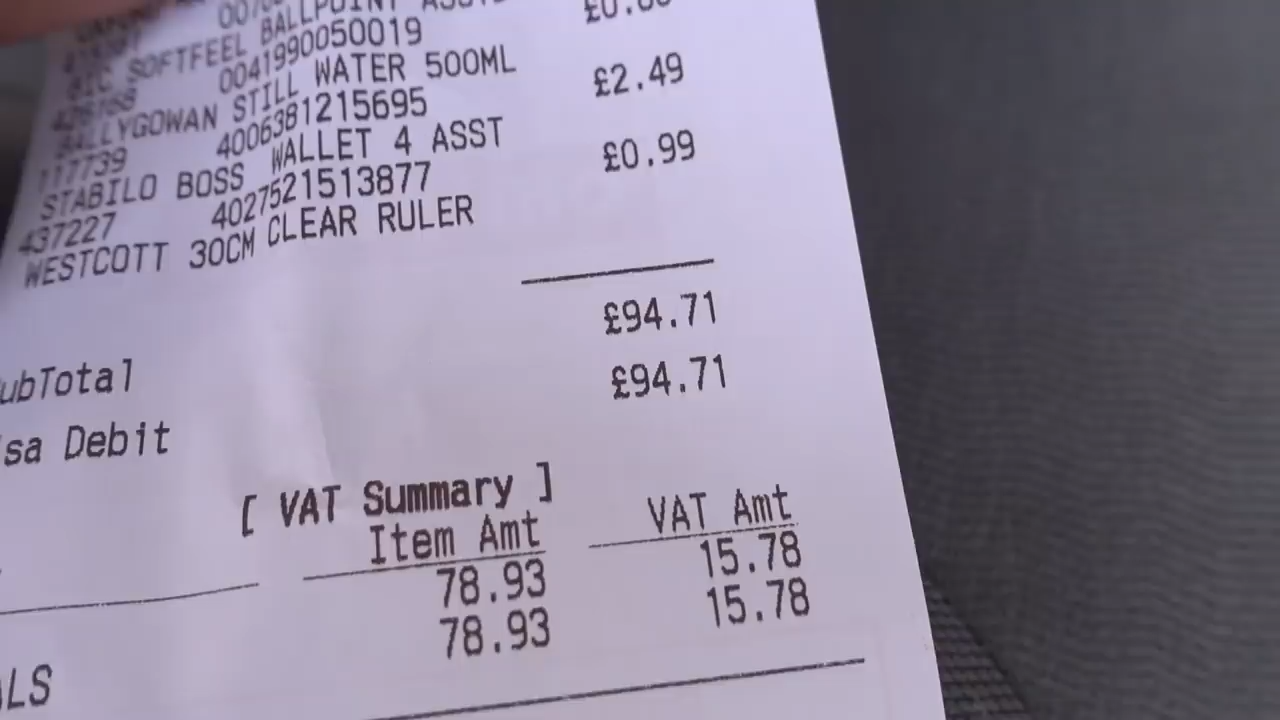 SOFTFEEL BALLPOINT
0041990050019
BALLYGOWAN STILL WATER 500ML £2.49
117739 4006381215695
STABILO BOSS WALLET 4 ASST £0.99
437227 4027521513877
WESTCOTT 30CM CLEAR RULER
£94.71
ubTotal £94.71
sa Debit
[ VAT Summary ]
Item Amt VAT Amt
78.93 15.78
78.93 15.78
LS